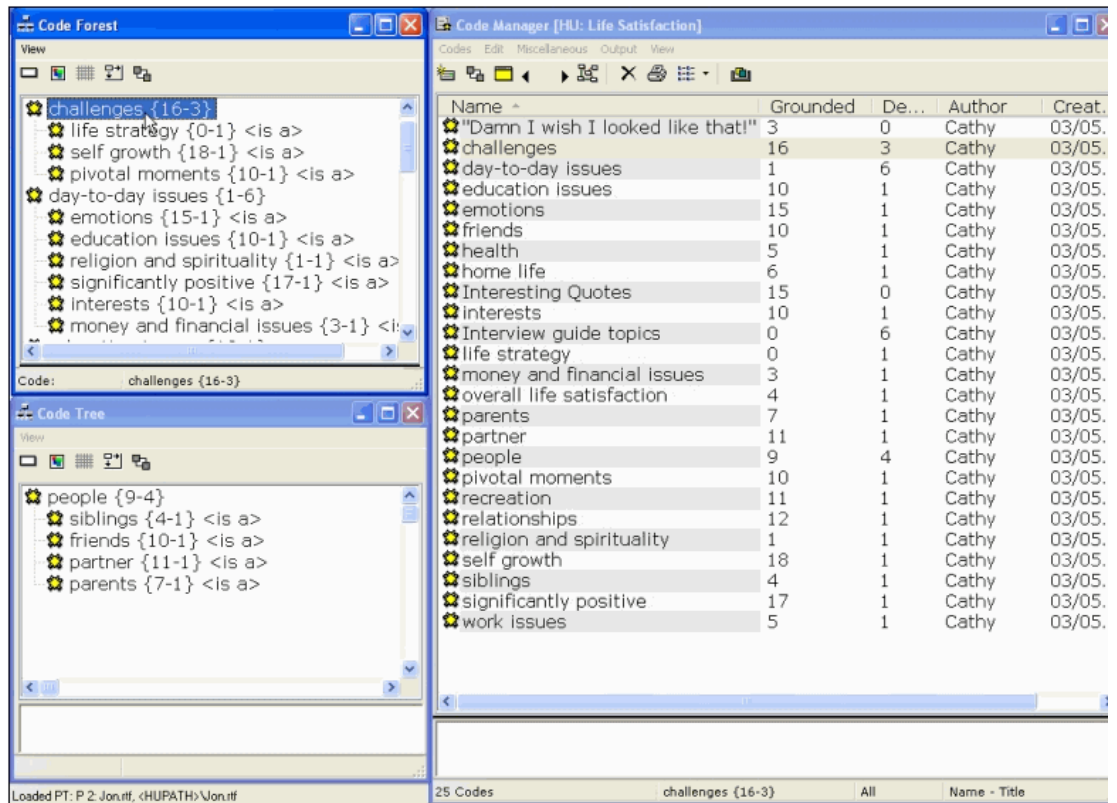 Code Forest
View
challenges {16-3}
life strategy {0-1} <is a>
self growth {18-1} <is a>
pivotal moments {10-1} <is a>
day-to-day issues {1-6}
emotions {15-1} <is a>
education issues {10-1} <is a>
religion and spirituality {1-1} <is a>
significantly positive {17-1} <is a>
interests {10-1} <is a>
money and financial issues {3-1} <i
Code: challenges {16-3}
Code Tree
View
people {9-4}
siblings {4-1} <is a>
friends {10-1} <is a>
partner {11-1} <is a>
parents {7-1} <is a>
Loaded PT: P 2: Jon.rtf, <HUPATH>\Jon.rtf
Code Manager [HU: Life Satisfaction]
Codes Edit Miscellaneous Output View
Name Grounded De... Author Creat.
"Damn I wish I looked like that!" 3 0 Cathy 03/05.
challenges 16 3 Cathy 03/05.
day-to-day issues 1 6 Cathy 03/05.
education issues 10 1 Cathy 03/05.
emotions 15 1 Cathy 03/05.
friends 10 1 Cathy 03/05.
health 5 1 Cathy 03/05.
home life 6 1 Cathy 03/05.
Interesting Quotes 15 0 Cathy 03/05.
interests 10 1 Cathy 03/05.
Interview guide topics 0 6 Cathy 03/05.
life strategy 0 1 Cathy 03/05.
money and financial issues 3 1 Cathy 03/05.
overall life satisfaction 4 1 Cathy 03/05.
parents 7 1 Cathy 03/05.
partner 11 1 Cathy 03/05.
people 9 4 Cathy 03/05.
pivotal moments 10 1 Cathy 03/05.
recreation 11 1 Cathy 03/05.
relationships 12 1 Cathy 03/05.
religion and spirituality 1 1 Cathy 03/05.
self growth 18 1 Cathy 03/05.
siblings 4 1 Cathy 03/05.
significantly positive 17 1 Cathy 03/05.
work issues 5 1 Cathy 03/05.
25 Codes challenges {16-3} All Name - Title